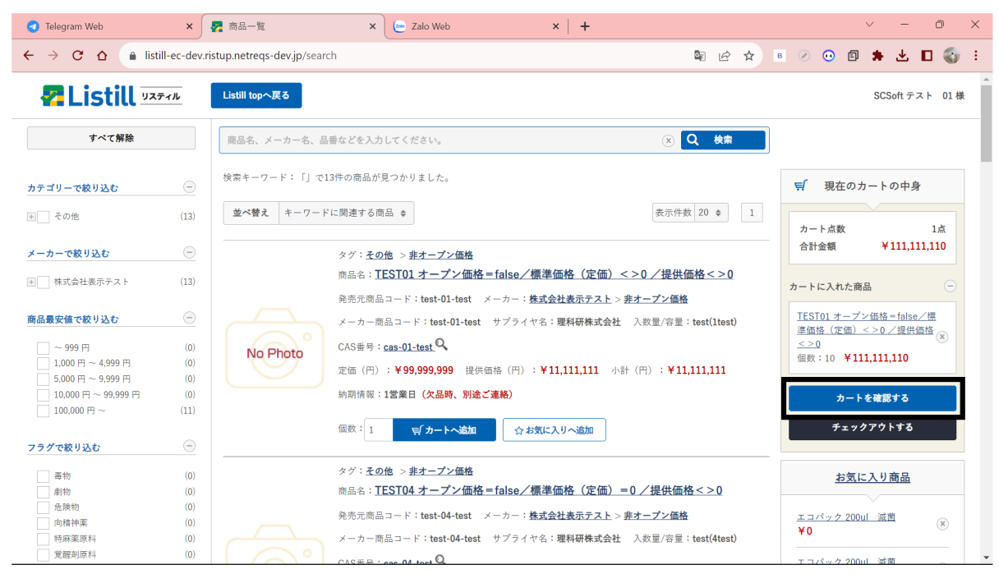 Telegram Web
商品一覧
Zalo Web
listill-ec-dev.ristup.netreqs-dev.jp/search
Listill リスティル
Listill topへ戻る
SCSoft テスト 01 様
すべて解除
カテゴリーで絞り込む
その他 (13)
メーカーで絞り込む
株式会社表示テスト (13)
商品最安値で絞り込む
～ 999 円 (0)
1,000 円 ～ 4,999 円 (0)
5,000 円 ～ 9,999 円 (0)
10,000 円 ～ 99,999 円 (0)
100,000 円 ～ (11)
フラグで絞り込む
毒物 (0)
劇物 (0)
危険物 (0)
向精神薬 (0)
特麻薬原料 (0)
覚醒剤原料 (0)
商品名、メーカー名、品番などを入力してください。
検索
検索キーワード：「」で13件の商品が見つかりました。
並べ替え キーワードに関連する商品
表示件数 20
1
No Photo
タグ：その他 ＞非オープン価格
商品名：TEST01 オープン価格＝false／標準価格（定価）＜＞0 ／提供価格＜＞0
発売元商品コード：test-01-test メーカー：株式会社表示テスト ＞非オープン価格
メーカー商品コード：test-01-test サプライヤ名：理科研株式会社 入数量/容量：test(1test)
CAS番号：cas-01-test
定価（円）：￥99,999,999 提供価格（円）：￥11,111,111 小計（円）：￥11,111,111
納期情報：1営業日（欠品時、別途ご連絡）
個数：1 カートへ追加 ☆お気に入りへ追加
タグ：その他 ＞非オープン価格
商品名：TEST04 オープン価格＝false／標準価格（定価）＝0 ／提供価格＜＞0
発売元商品コード：test-04-test メーカー：株式会社表示テスト ＞非オープン価格
メーカー商品コード：test-04-test サプライヤ名：理科研株式会社 入数量/容量：test(4test)
CAS番号：cas-04-test
現在のカートの中身
カート点数 1点
合計金額 ￥111,111,110
カートに入れた商品
TEST01 オープン価格＝false／標
準価格（定価）＜＞0 ／提供価格
＜＞0
個数：10 ￥111,111,110
カートを確認する
チェックアウトする
お気に入り商品
エコパック 200ul 滅菌
￥0
エコパック 200ul 滅菌